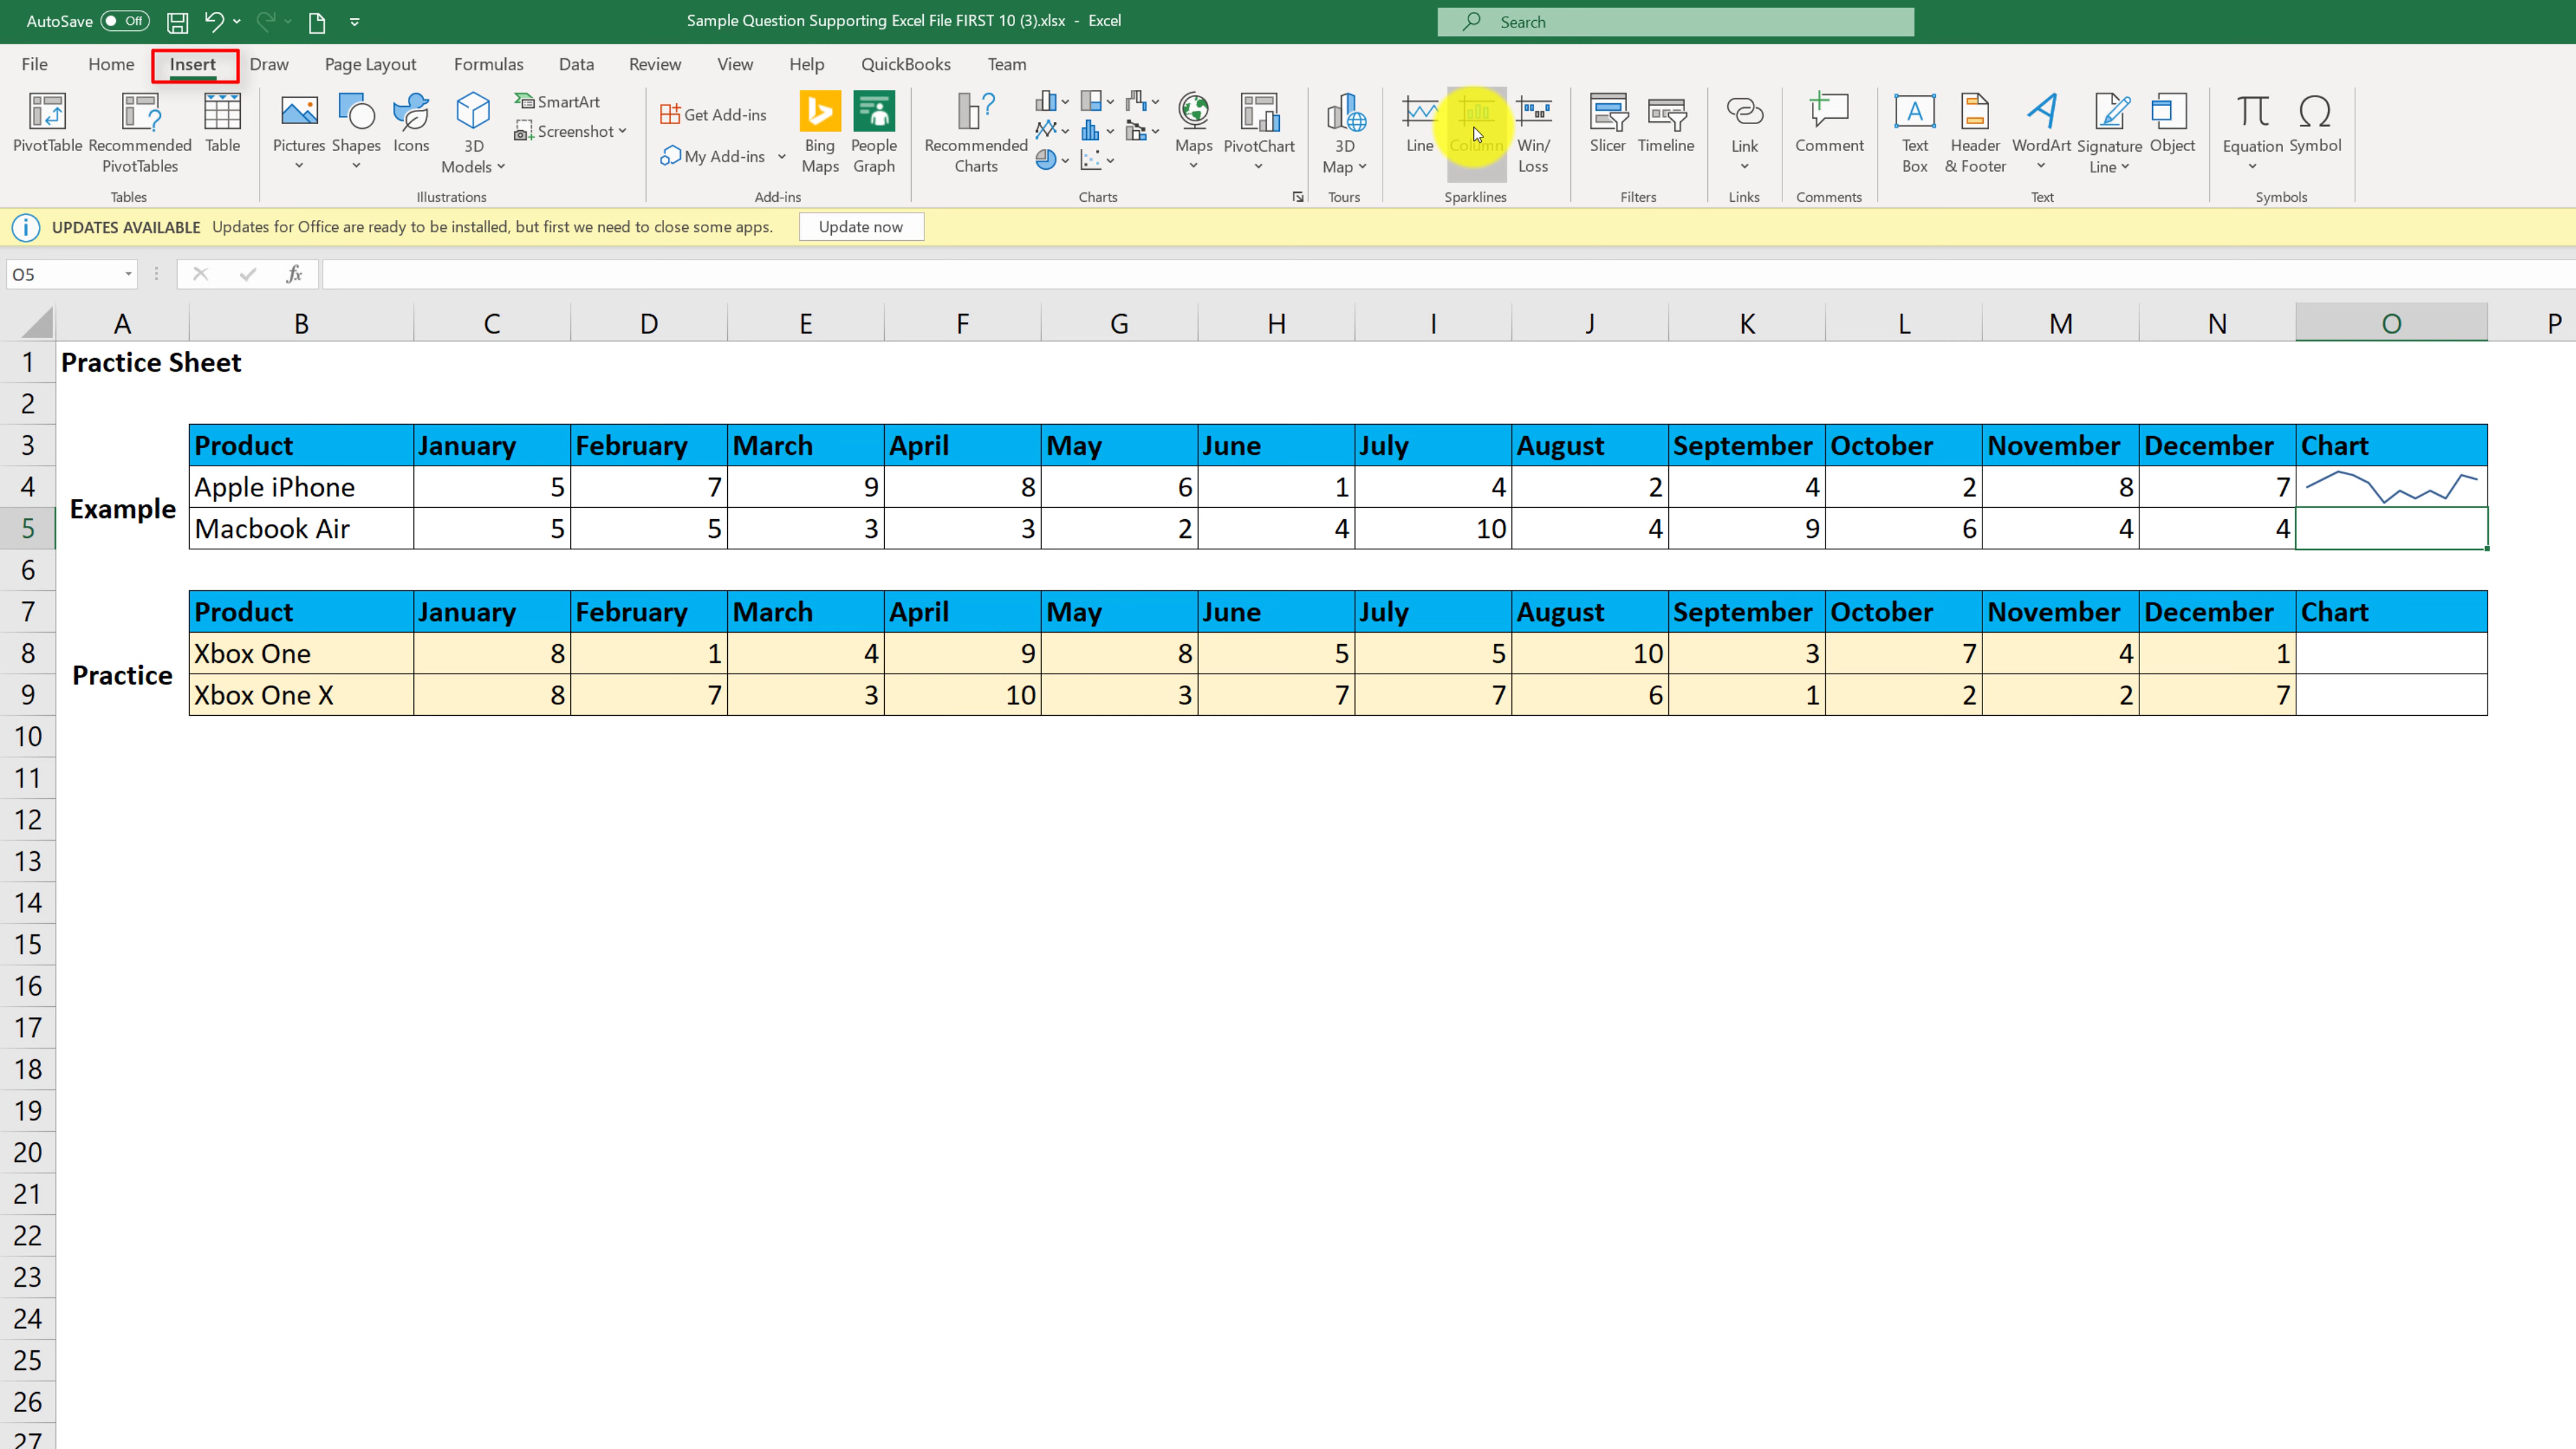 AutoSave Off Sample Question Supporting Excel File FIRST 10 (3).xlsx - Excel Search
File Home Insert Draw Page Layout Formulas Data Review View Help QuickBooks Team
PivotTable
Recommended PivotTables
Table
Tables
Pictures
Shapes
Icons
3D Models
SmartArt
Screenshot
Illustrations
Get Add-ins
My Add-ins
Bing Maps
People Graph
Add-ins
Recommended Charts
Maps
PivotChart
Charts
3D Map
Tours
Line
Column
Win/ Loss
Sparklines
Slicer
Timeline
Filters
Link
Links
Comment
Comments
Text Box
Header & Footer
WordArt
Signature Line
Object
Text
Equation
Symbol
Symbols
UPDATES AVAILABLE Updates for Office are ready to be installed, but first we need to close some apps. Update now
O5 fx
A B C D E F G H I J K L M N O P
1 Practice Sheet
2
3 Product January February March April May June July August September October November December Chart
4 Apple iPhone 5 7 9 8 6 1 4 2 4 2 8 7
Example
5 Macbook Air 5 5 3 3 2 4 10 4 9 6 4 4
6
7 Product January February March April May June July August September October November December Chart
8 Xbox One 8 1 4 9 8 5 5 10 3 7 4 1
Practice
9 Xbox One X 8 7 3 10 3 7 7 6 1 2 2 7
10
11
12
13
14
15
16
17
18
19
20
21
22
23
24
25
26
27